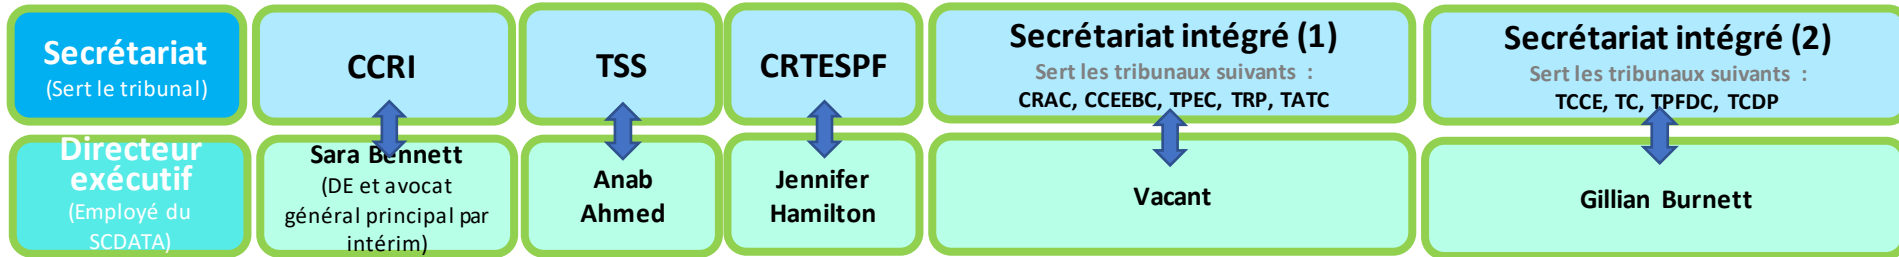 Secrétariat
(Sert le tribunal)
CCRI
TSS
CRTESPF
Secrétariat intégré (1)
Sert les tribunaux suivants :
CRAC, CCEEBC, TPEC, TRP, TATC
Secrétariat intégré (2)
Sert les tribunaux suivants :
TCCE, TC, TPFDC, TCDP
Directeur
exécutif
(Employé du
SCDATA)
Sara Bennett
(DE et avocat
général principal par
intérim)
Anab
Ahmed
Jennifer
Hamilton
Vacant
Gillian Burnett